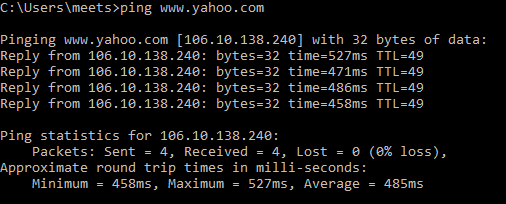 C:\Users\meets>ping www.yahoo.com
Pinging www.yahoo.com [106.10.138.240] with 32 bytes of data:
Reply from 106.10.138.240: bytes=32 time=527ms TTL=49
Reply from 106.10.138.240: bytes=32 time=471ms TTL=49
Reply from 106.10.138.240: bytes=32 time=486ms TTL=49
Reply from 106.10.138.240: bytes=32 time=458ms TTL=49
Ping statistics for 106.10.138.240:
Packets: Sent = 4, Received = 4, Lost = 0 (0% loss),
Approximate round trip times in milli-seconds:
Minimum = 458ms, Maximum = 527ms, Average = 485ms